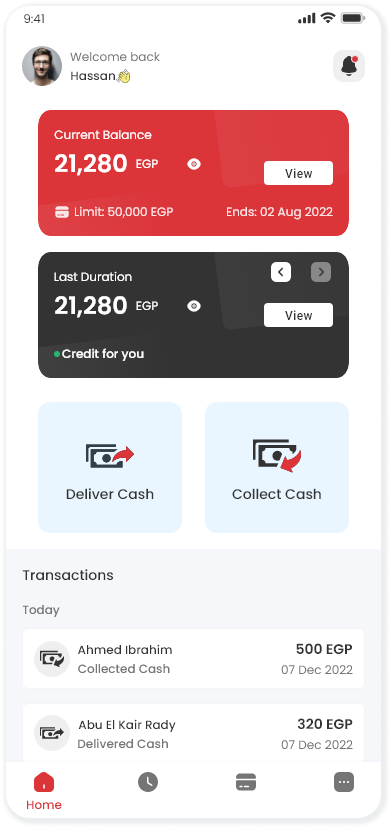 9:41
Welcome back
Hassan👏
Current Balance
21,280 EGP
View
Limit: 50,000 EGP Ends: 02 Aug 2022
Last Duration
21,280 EGP
View
Credit for you
Deliver Cash Collect Cash
Transactions
Today
Ahmed Ibrahim 500 EGP
Collected Cash 07 Dec 2022
Abu El Kair Rady 320 EGP
Delivered Cash 07 Dec 2022
Home